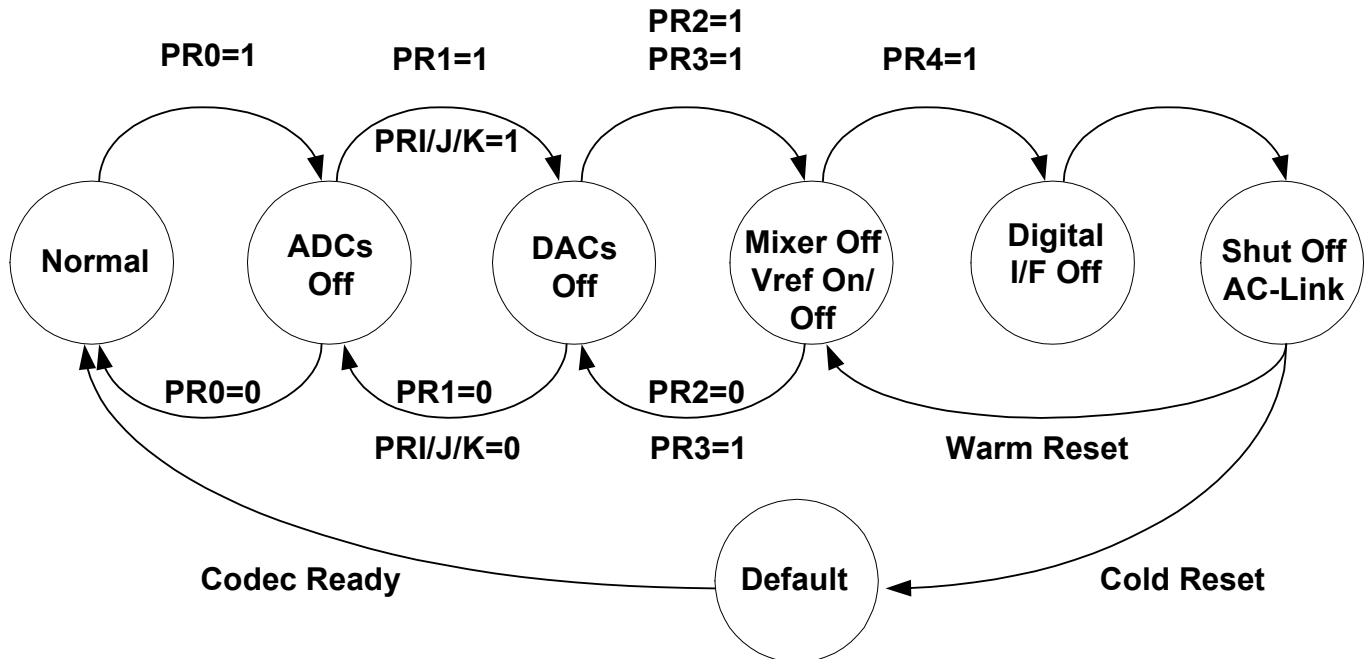 PR2=1
PR0=1
PR1=1
PR3=1
PR4=1
PRI/J/K=1
Normal
ADCs
Off
DACs
Off
Mixer Off
Vref On/
Off
Digital
I/F Off
Shut Off
AC-Link
PR0=0
PR1=0
PR2=0
PRI/J/K=0
PR3=1
Warm Reset
Codec Ready
Default
Cold Reset